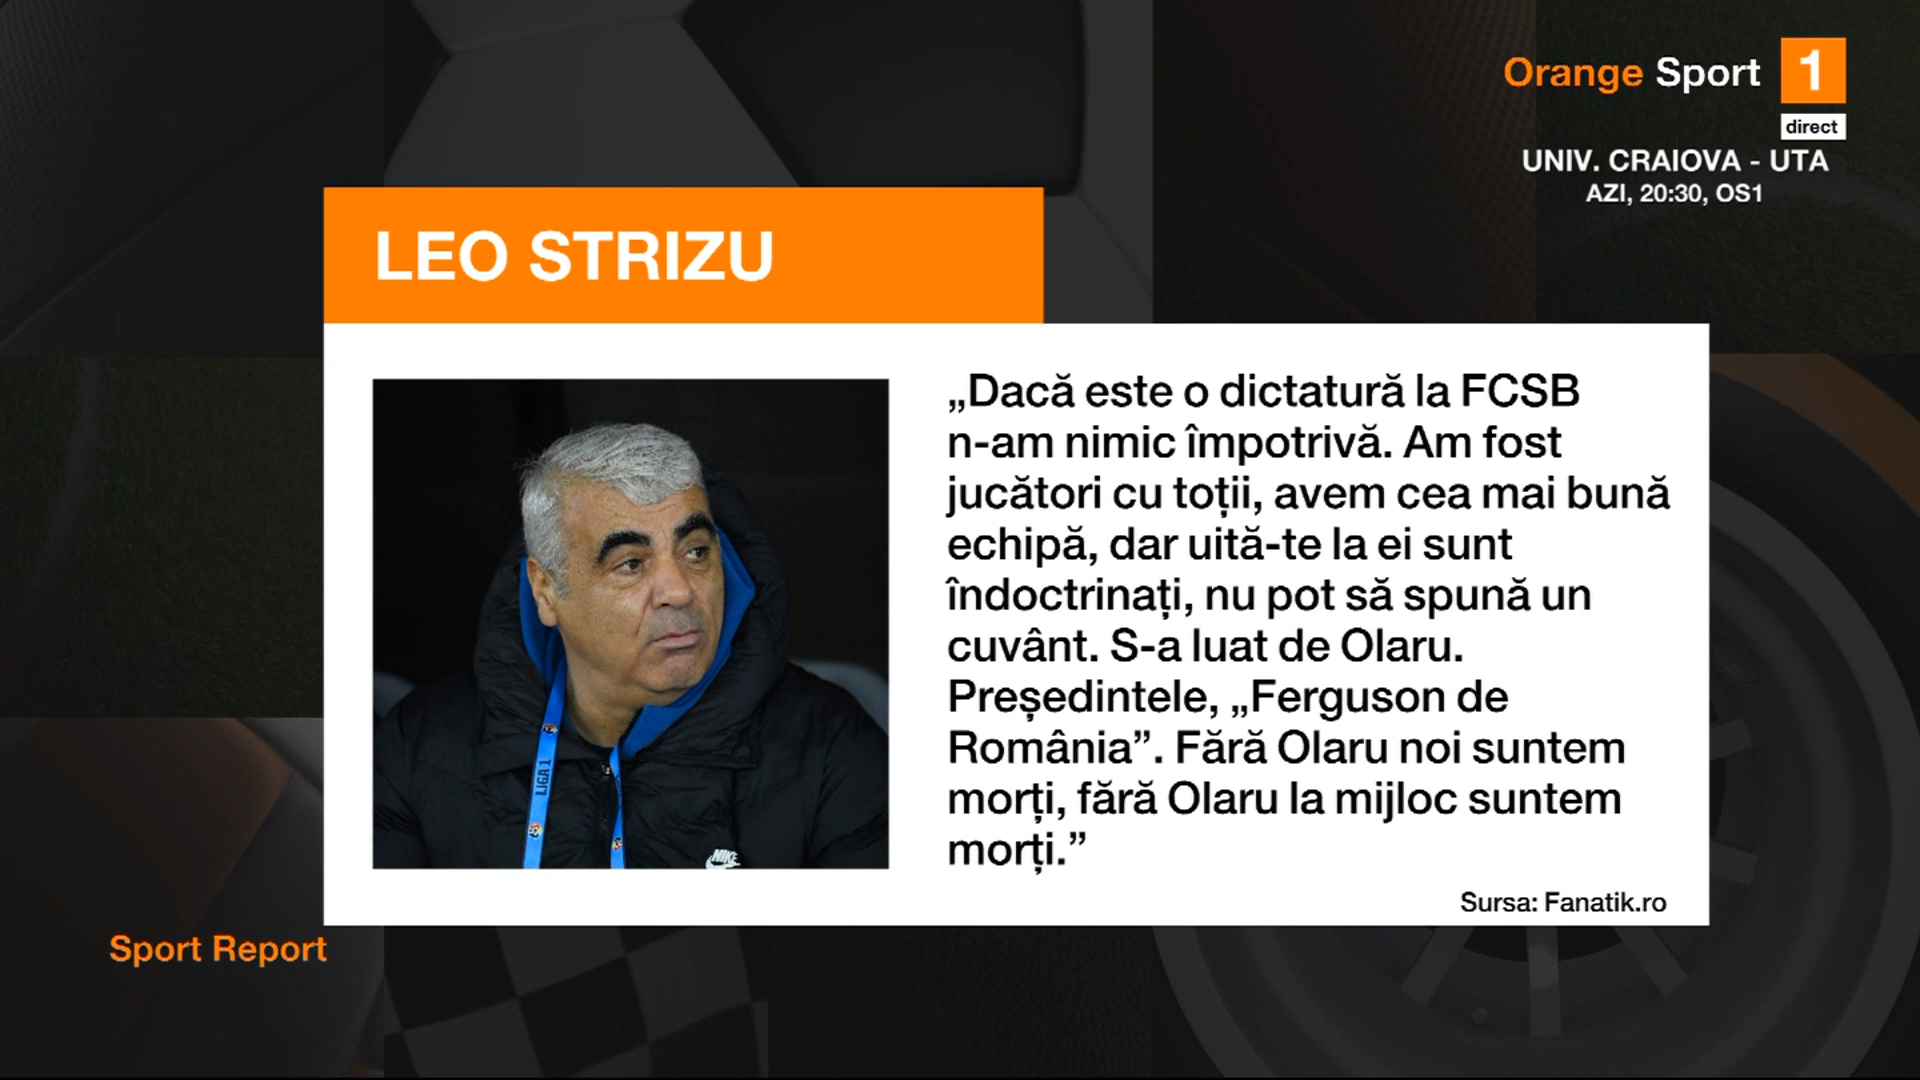 Orange Sport 1
direct
UNIV. CRAIOVA - UTA
AZI, 20:30, OS1
LEO STRIZU
„Dacă este o dictatură la FCSB
n-am nimic împotrivă. Am fost
jucători cu toții, avem cea mai bună
echipă, dar uită-te la ei sunt
îndoctrinați, nu pot să spună un
cuvânt. S-a luat de Olaru.
Președintele, „Ferguson de
România”. Fără Olaru noi suntem
morți, fără Olaru la mijloc suntem
morți.”
LIGA 1
NIKE
Sursa: Fanatik.ro
Sport Report